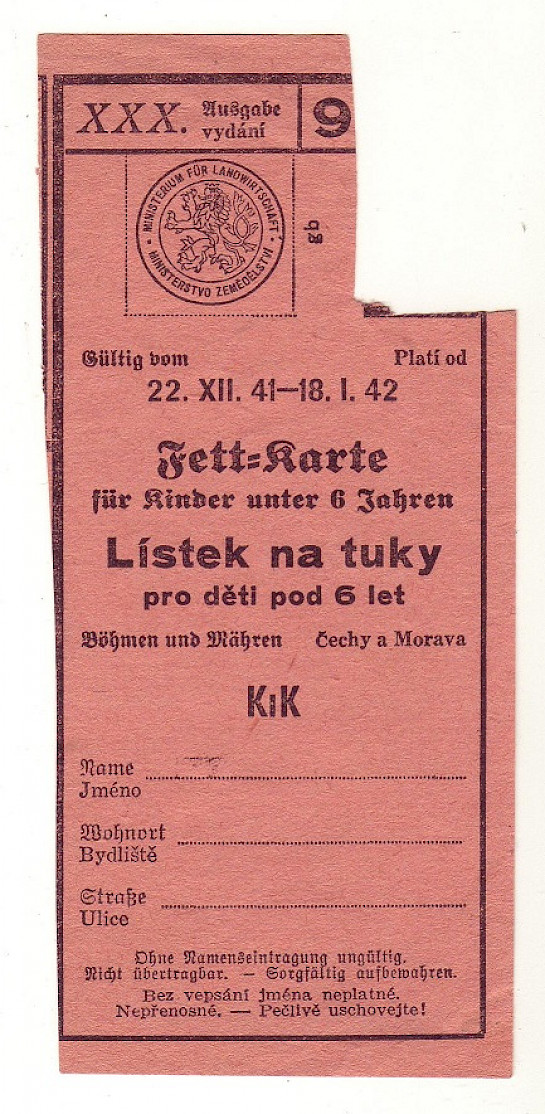 XXX. Ausgabe 9
vydání
MINISTERIUM FÜR LANDWIRTSCHAFT
MINISTERSTVO ZEMĚDĚLSTVÍ
gb
Gültig vom Platí od
22. XII. 41—18. I. 42
Fett-Karte
für Kinder unter 6 Jahren
Lístek na tuky
pro děti pod 6 let
Böhmen und Mähren Čechy a Morava
KiK
Name
Jméno
Wohnort
Bydliště
Straße
Ulice
Ohne Namenseintragung ungültig.
Nicht übertragbar. — Sorgfältig aufbewahren.
Bez vepsání jména neplatné.
Nepřenosné. — Pečlivě uschovejte!